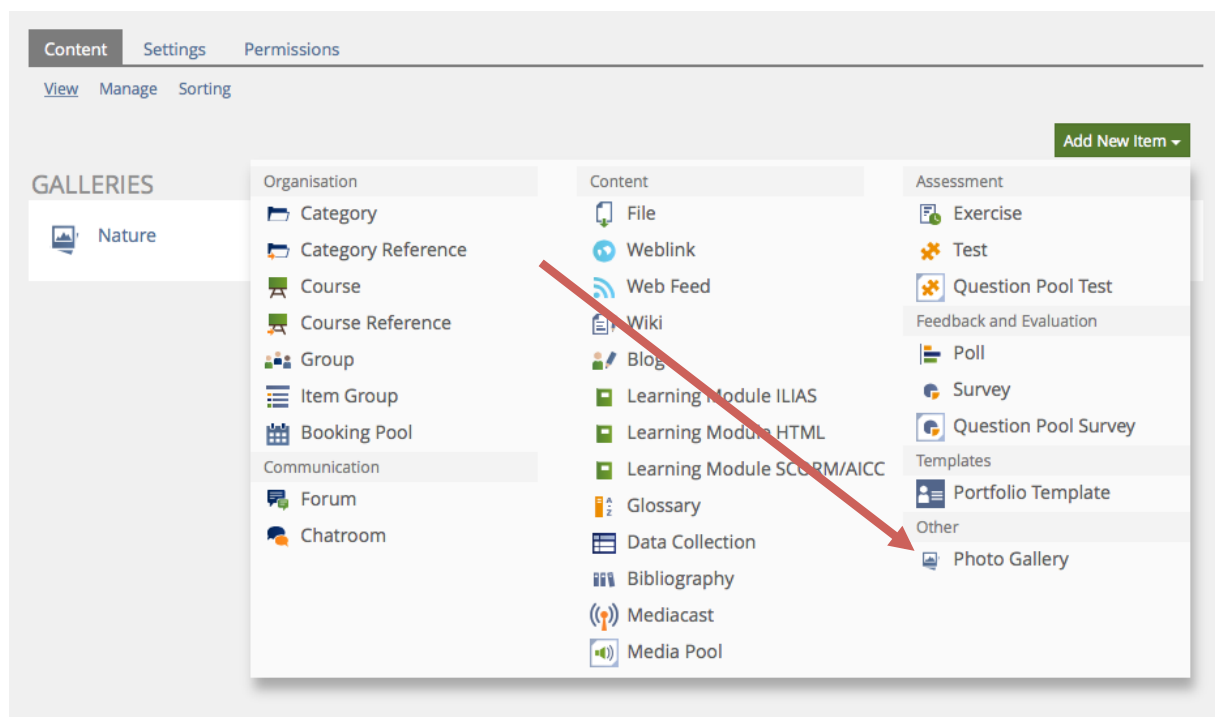 Content Settings Permissions
View Manage Sorting
Add New Item
GALLERIES
Nature
Organisation
Category
Category Reference
Course
Course Reference
Group
Item Group
Booking Pool
Communication
Forum
Chatroom
Content
File
Weblink
Web Feed
Wiki
Blog
Learning Module ILIAS
Learning Module HTML
Learning Module SCORM/AICC
Glossary
Data Collection
Bibliography
Mediacast
Media Pool
Assessment
Exercise
Test
Question Pool Test
Feedback and Evaluation
Poll
Survey
Question Pool Survey
Templates
Portfolio Template
Other
Photo Gallery